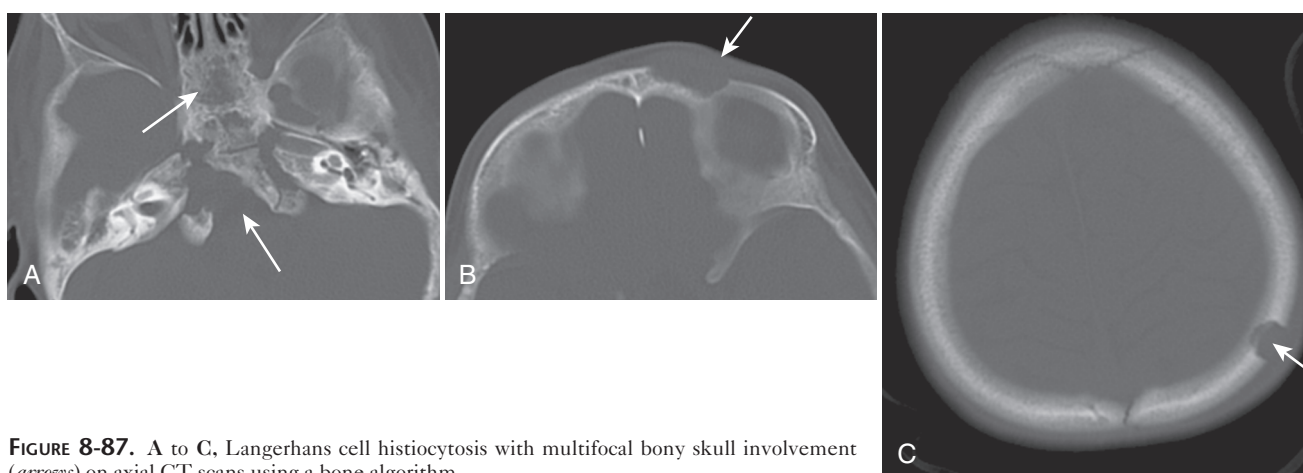 A
B
C
FIGURE 8-87. A to C, Langerhans cell histiocytosis with multifocal bony skull involvement
(arrows) on axial CT scans using a bone algorithm.